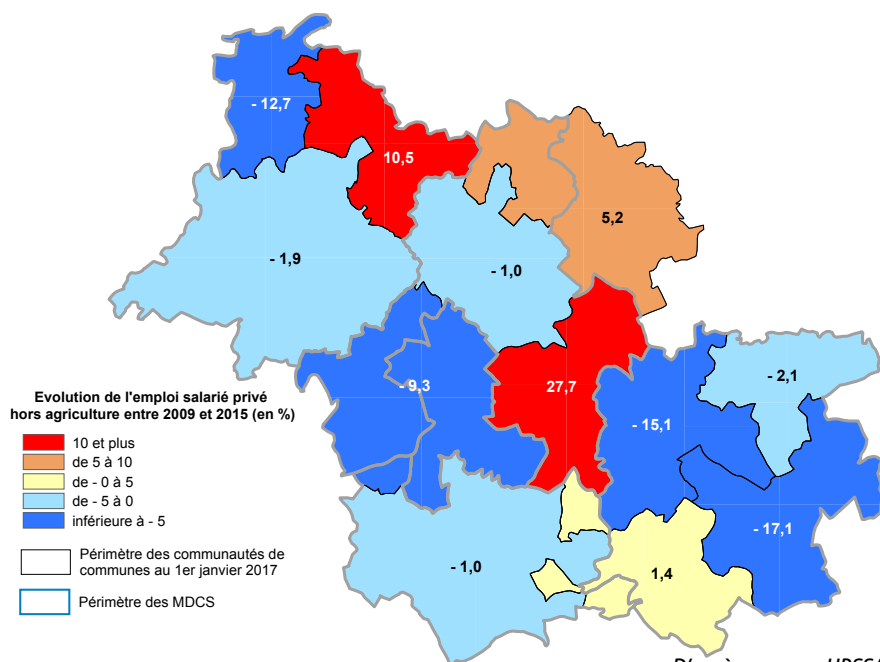 - 12,7
10,5
5,2
- 1,9
- 1,0
- 9,3
27,7
- 2,1
- 15,1
- 17,1
- 1,0
1,4
Evolution de l'emploi salarié privé
hors agriculture entre 2009 et 2015 (en %)
10 et plus
de 5 à 10
de - 0 à 5
de - 5 à 0
inférieure à - 5
Périmètre des communautés de
communes au 1er janvier 2017
Périmètre des MDCS